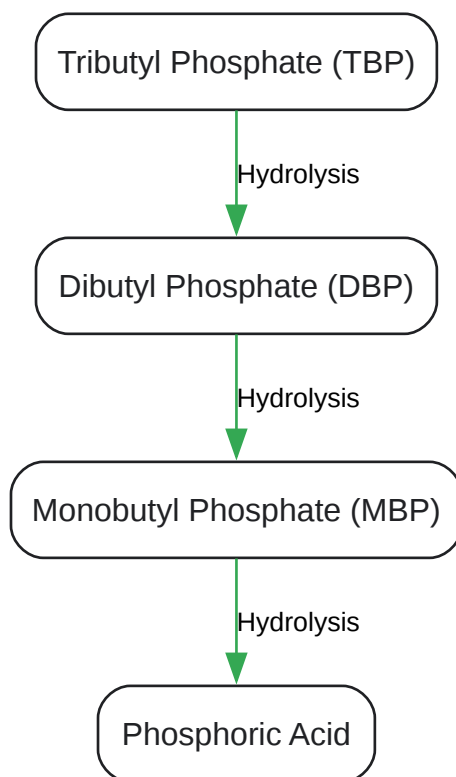 Tributyl Phosphate (TBP)
Hydrolysis
Dibutyl Phosphate (DBP)
Hydrolysis
Monobutyl Phosphate (MBP)
Hydrolysis
Phosphoric Acid